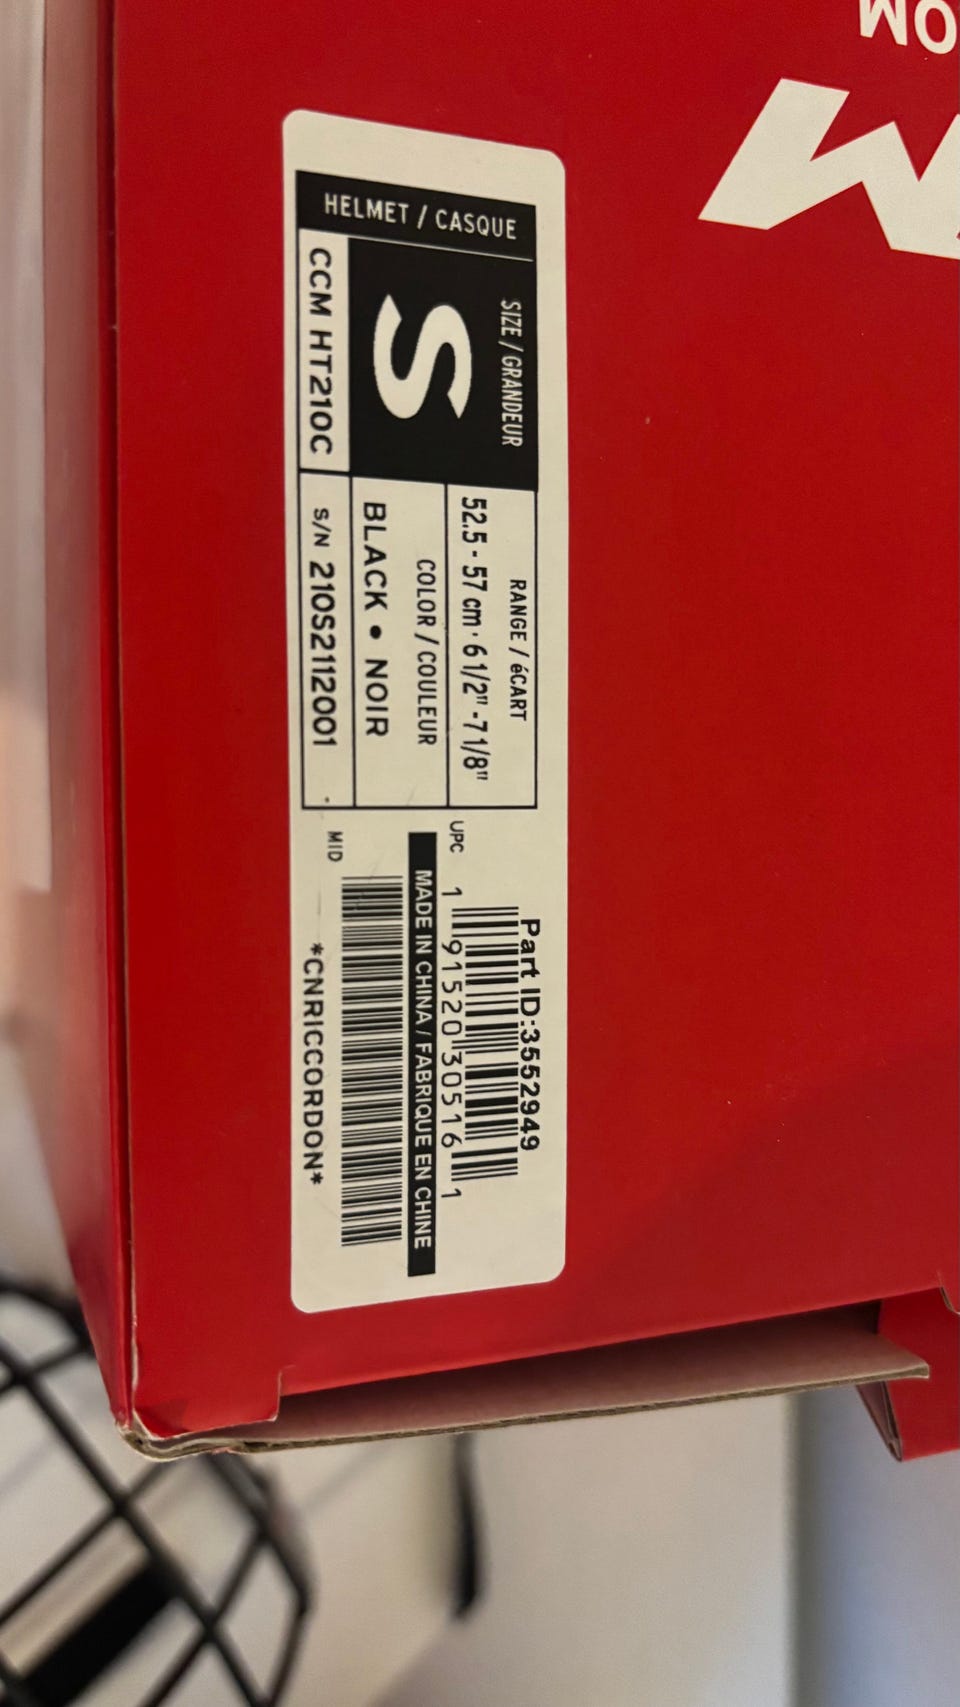 HELMET / CASQUE
SIZE / GRANDEUR
S
CCM HT210C
RANGE / éCART
52.5 - 57 cm · 6 1/2" - 7 1/8"
COLOR / COULEUR
BLACK • NOIR
S/N 210S2112001
Part ID:3552949
UPC 1 91520 30516 1
MADE IN CHINA / FABRIQUE EN CHINE
MID
*CNRICCORDON*